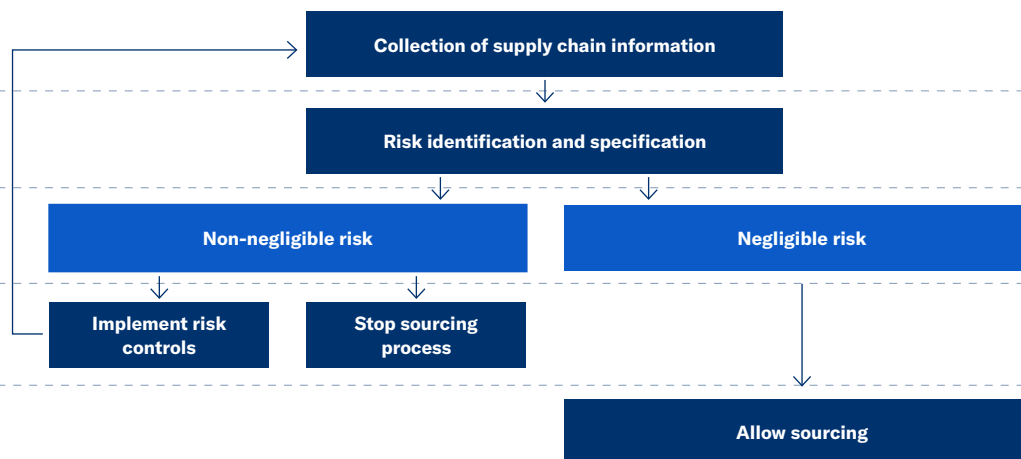 Collection of supply chain information
Risk identification and specification
Non-negligible risk
Negligible risk
Implement risk
controls
Stop sourcing
process
Allow sourcing